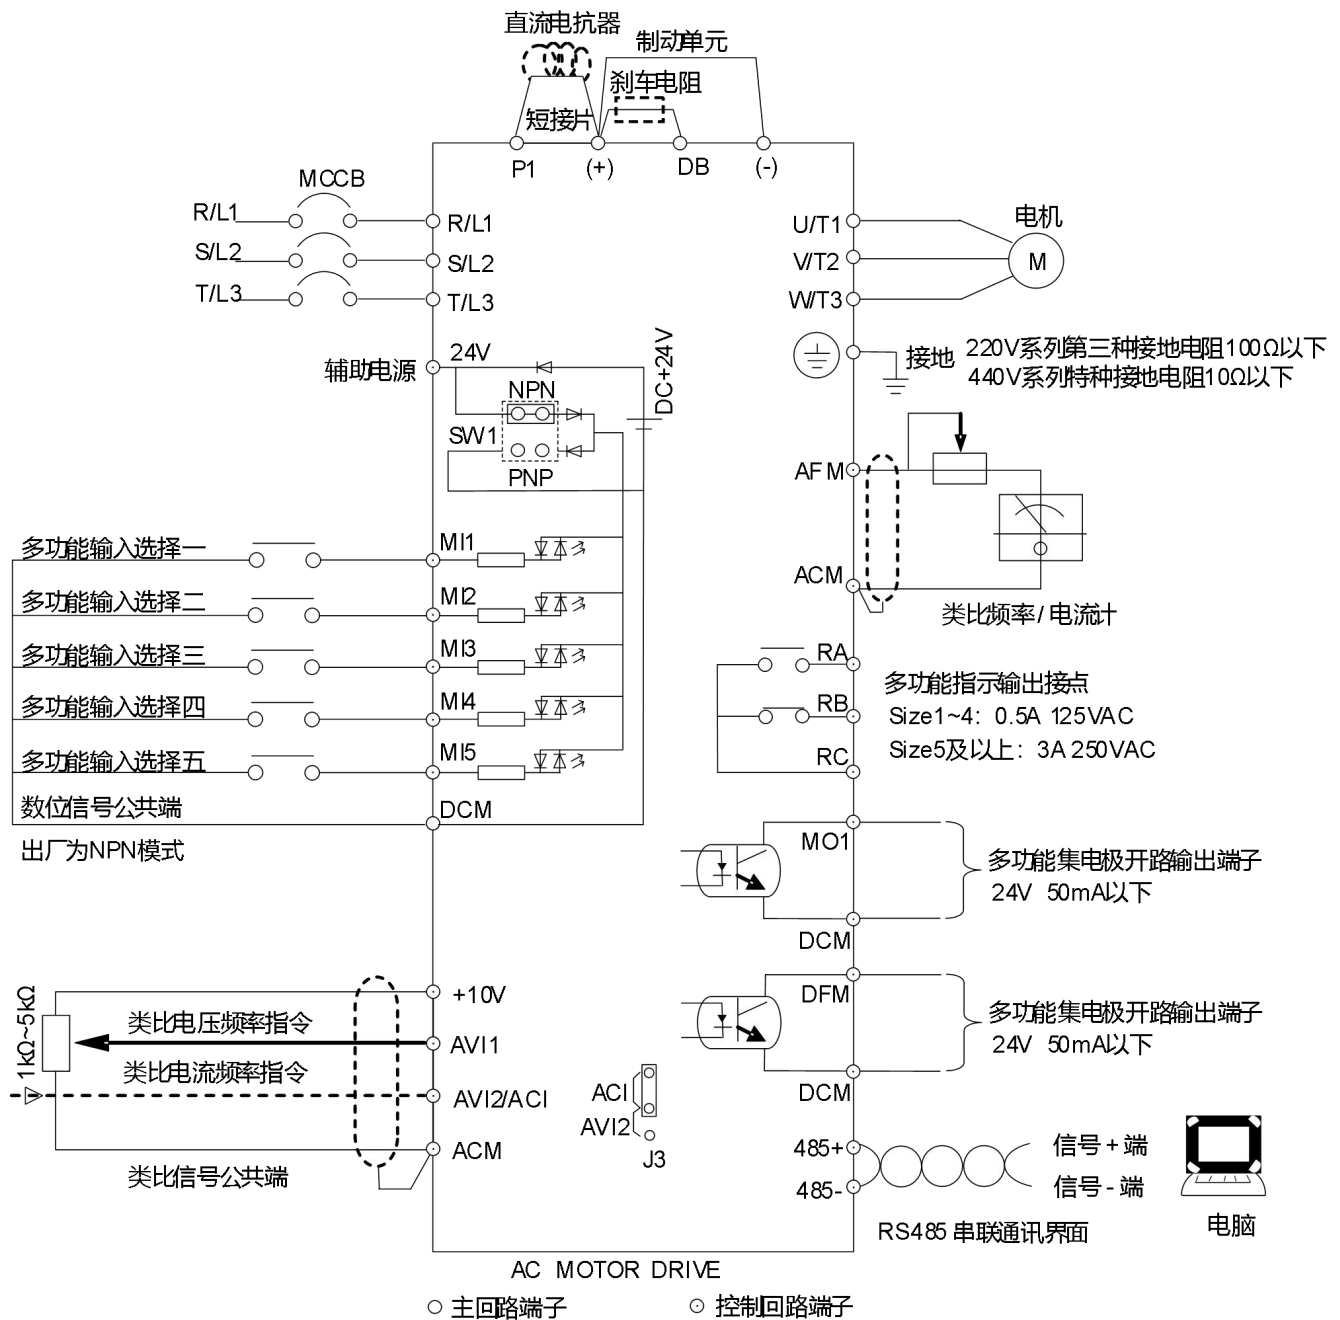 直流电抗器
制动单元
刹车电阻
短接片
P1
(+)
DB
(-)
MCCB
R/L1
S/L2
T/L3
R/L1
S/L2
T/L3
U/T1
V/T2
W/T3
电机
M
接地
220V系列第三种接地电阻100Ω以下
440V系列特种接地电阻10Ω以下
辅助电源
24V
DC+24V
NPN
SW1
PNP
AFM
ACM
类比频率/电流计
多功能输入选择一
MI1
多功能输入选择二
MI2
多功能输入选择三
MI3
多功能输入选择四
MI4
多功能输入选择五
MI5
数位信号公共端
DCM
出厂为NPN模式
RA
RB
RC
多功能指示输出接点
Size1~4: 0.5A 125VAC
Size5及以上: 3A 250VAC
MO1
DCM
多功能集电极开路输出端子
24V 50mA以下
DFM
DCM
多功能集电极开路输出端子
24V 50mA以下
1kΩ~5kΩ
+10V
类比电压频率指令
AVI1
类比电流频率指令
AVI2/ACI
ACM
类比信号公共端
ACI
AVI2
J3
485+
485-
信号+端
信号-端
RS485 串联通讯界面
电脑
AC MOTOR DRIVE
主回路端子
控制回路端子